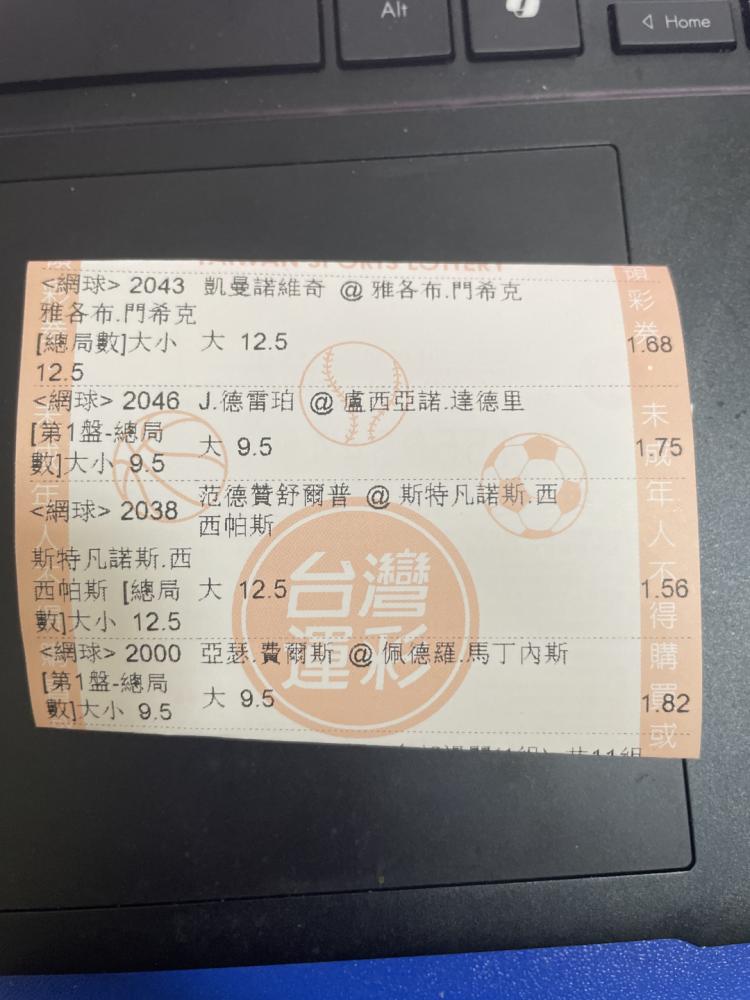 Alt
Home
TAIWAN SPORTS LOTTERY
<網球> 2043 凱曼諾維奇 @ 雅各布.門希克
雅各布.門希克
[總局數]大小 大 12.5 1.68
12.5
<網球> 2046 J.德雷珀 @ 盧西亞諾.達德里
[第1盤-總局 大 9.5 1.75
數]大小 9.5
<網球> 2038 范德贊舒爾普 @ 斯特凡諾斯.西
西帕斯
斯特凡諾斯.西
西帕斯 [總局 大 12.5 1.56
數]大小 12.5
<網球> 2000 亞瑟.費爾斯 @ 佩德羅.馬丁內斯
[第1盤-總局 大 9.5 1.82
數]大小 9.5
台灣
運彩
彩券·未成年人不得購買或